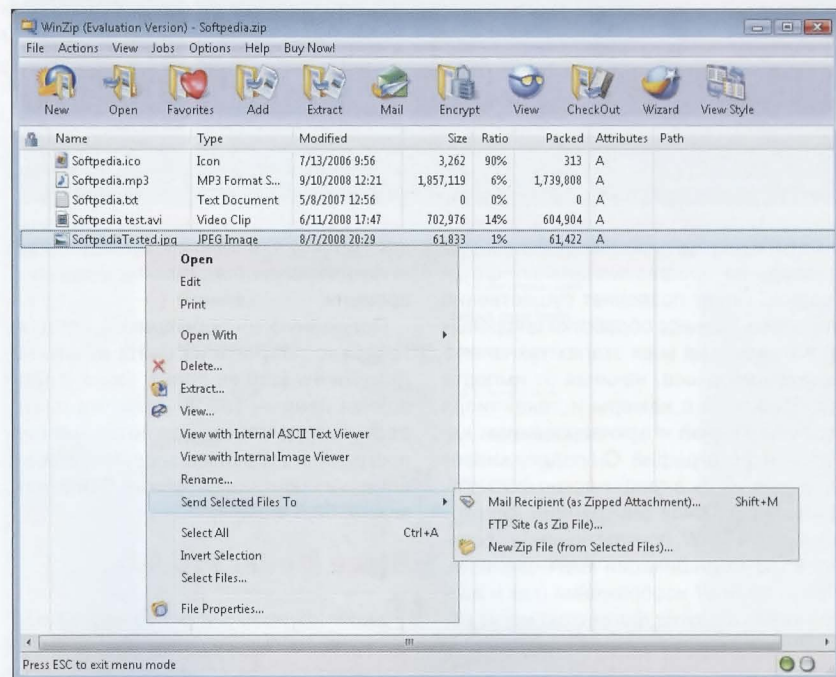 WinZip (Evaluation Version) - Softpedia.zip
File Actions View Jobs Options Help Buy Now!
New Open Favorites Add Extract Mail Encrypt View CheckOut Wizard View Style
Name Type Modified Size Ratio Packed Attributes Path
Softpedia.ico Icon 7/13/2006 9:56 3,262 90% 313 A
Softpedia.mp3 MP3 Format S... 9/10/2008 12:21 1,857,119 6% 1,739,808 A
Softpedia.txt Text Document 5/8/2007 12:56 0 0% 0 A
Softpedia test.avi Video Clip 6/11/2008 17:47 702,976 14% 604,904 A
SoftpediaTested.jpg JPEG Image 8/7/2008 20:29 61,833 1% 61,422 A
Open
Edit
Print
Open With
Delete...
Extract...
View...
View with Internal ASCII Text Viewer
View with Internal Image Viewer
Rename...
Send Selected Files To
Mail Recipient (as Zipped Attachment)... Shift+M
FTP Site (as Zip File)...
New Zip File (from Selected Files)...
Select All Ctrl+A
Invert Selection
Select Files...
File Properties...
Press ESC to exit menu mode